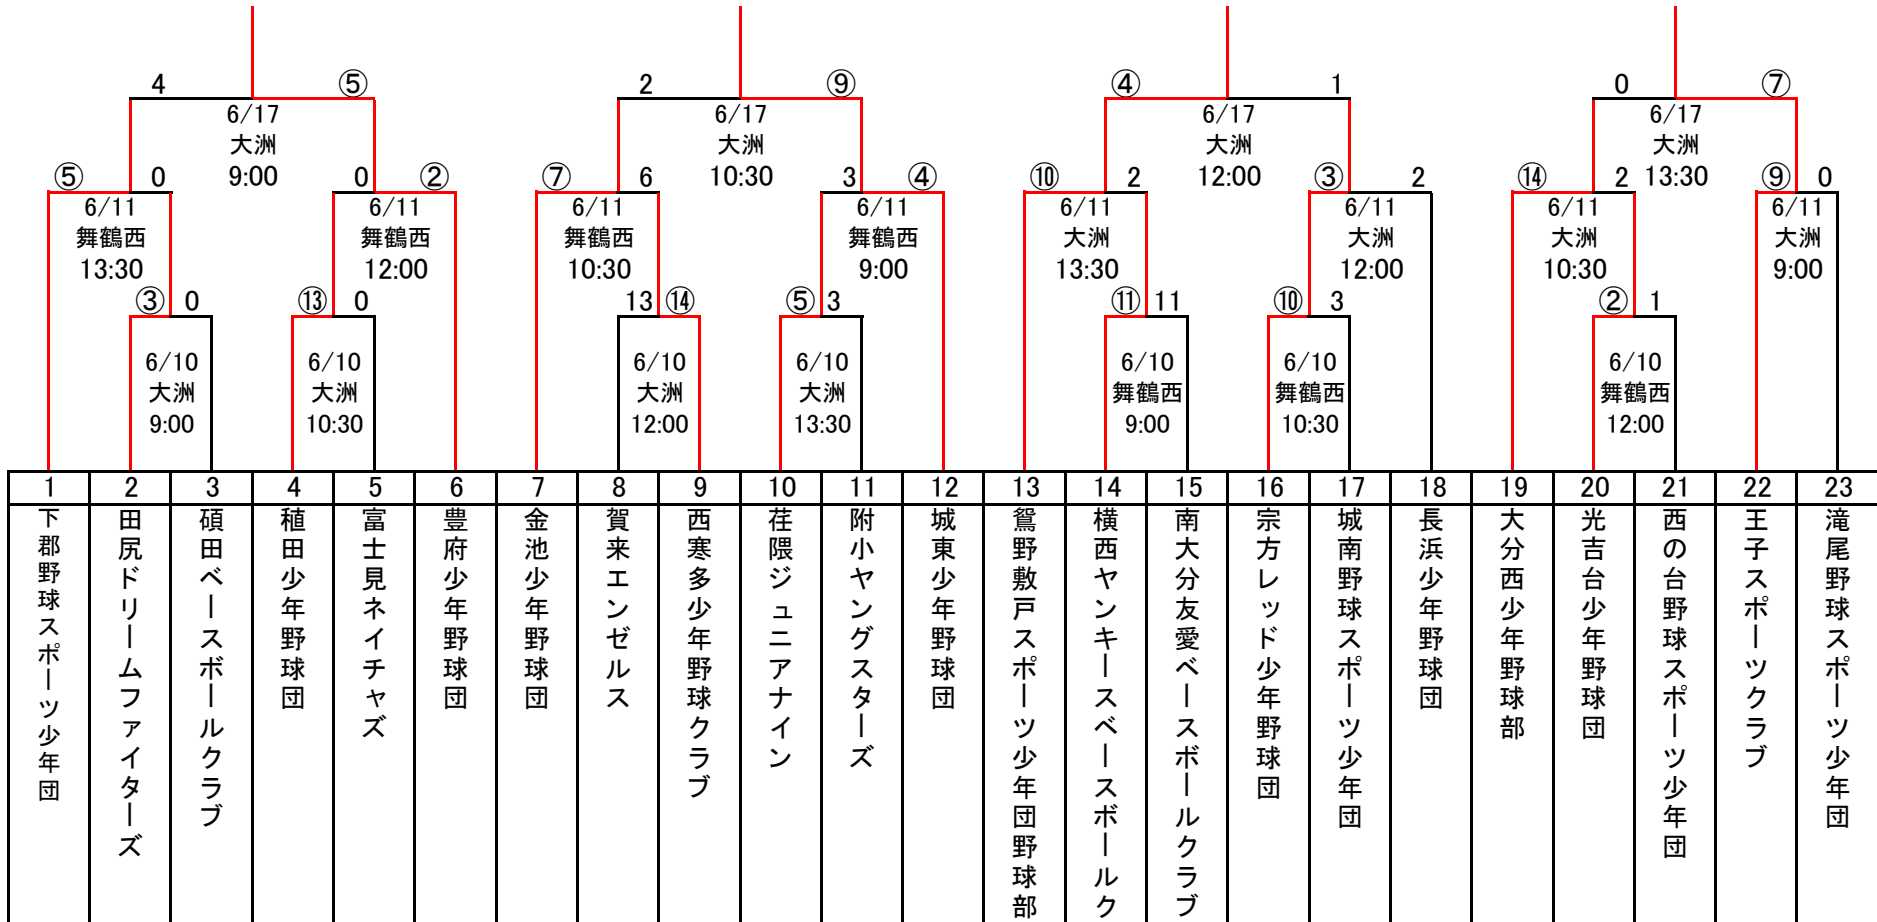 4 ⑤ 2 ⑨ ④ 1 0 ⑦
6/17 6/17 6/17 6/17
大洲 大洲 大洲 大洲
9:00 10:30 12:00 13:30
⑤ 0 0 ② ⑦ 6 3 ④ ⑩ 2 ③ 2 ⑭ 2 ⑨ 0
6/11 6/11 6/11 6/11 6/11 6/11 6/11 6/11
舞鶴西 舞鶴西 舞鶴西 舞鶴西 大洲 大洲 大洲 大洲
13:30 12:00 10:30 9:00 13:30 12:00 10:30 9:00
③ 0 ⑬ 0 13 ⑭ ⑤ 3 ⑪ 11 ⑩ 3 ② 1
6/10 6/10 6/10 6/10 6/10 6/10 6/10
大洲 大洲 大洲 大洲 舞鶴西 舞鶴西 舞鶴西
9:00 10:30 12:00 13:30 9:00 10:30 12:00
1 2 3 4 5 6 7 8 9 10 11 12 13 14 15 16 17 18 19 20 21 22 23
下郡野球スポーツ少年団
田尻ドリームファイターズ
碩田ベースボールクラブ
稙田少年野球団
富士見ネイチャズ
豊府少年野球団
金池少年野球団
賀来エンゼルス
西寒多少年野球クラブ
荏隈ジュニアナイン
附小ヤングスターズ
城東少年野球団
鴛野敷戸スポーツ少年団野球部
横西ヤンキースベースボールク
南大分友愛ベースボールクラブ
宗方レッド少年野球団
城南野球スポーツ少年団
長浜少年野球団
大分西少年野球部
光吉台少年野球団
西の台野球スポーツ少年団
王子スポーツクラブ
滝尾野球スポーツ少年団